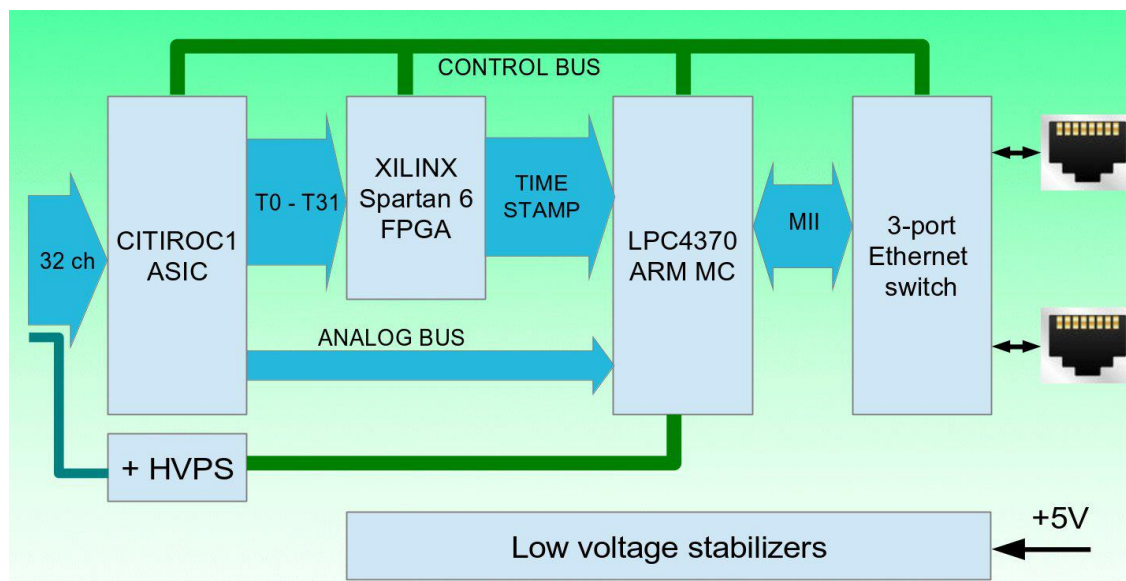 CONTROL BUS
32 ch
CITIROC1
ASIC
T0 - T31
XILINX
Spartan 6
FPGA
TIME
STAMP
LPC4370
ARM MC
MII
3-port
Ethernet
switch
ANALOG BUS
+ HVPS
Low voltage stabilizers
+5V